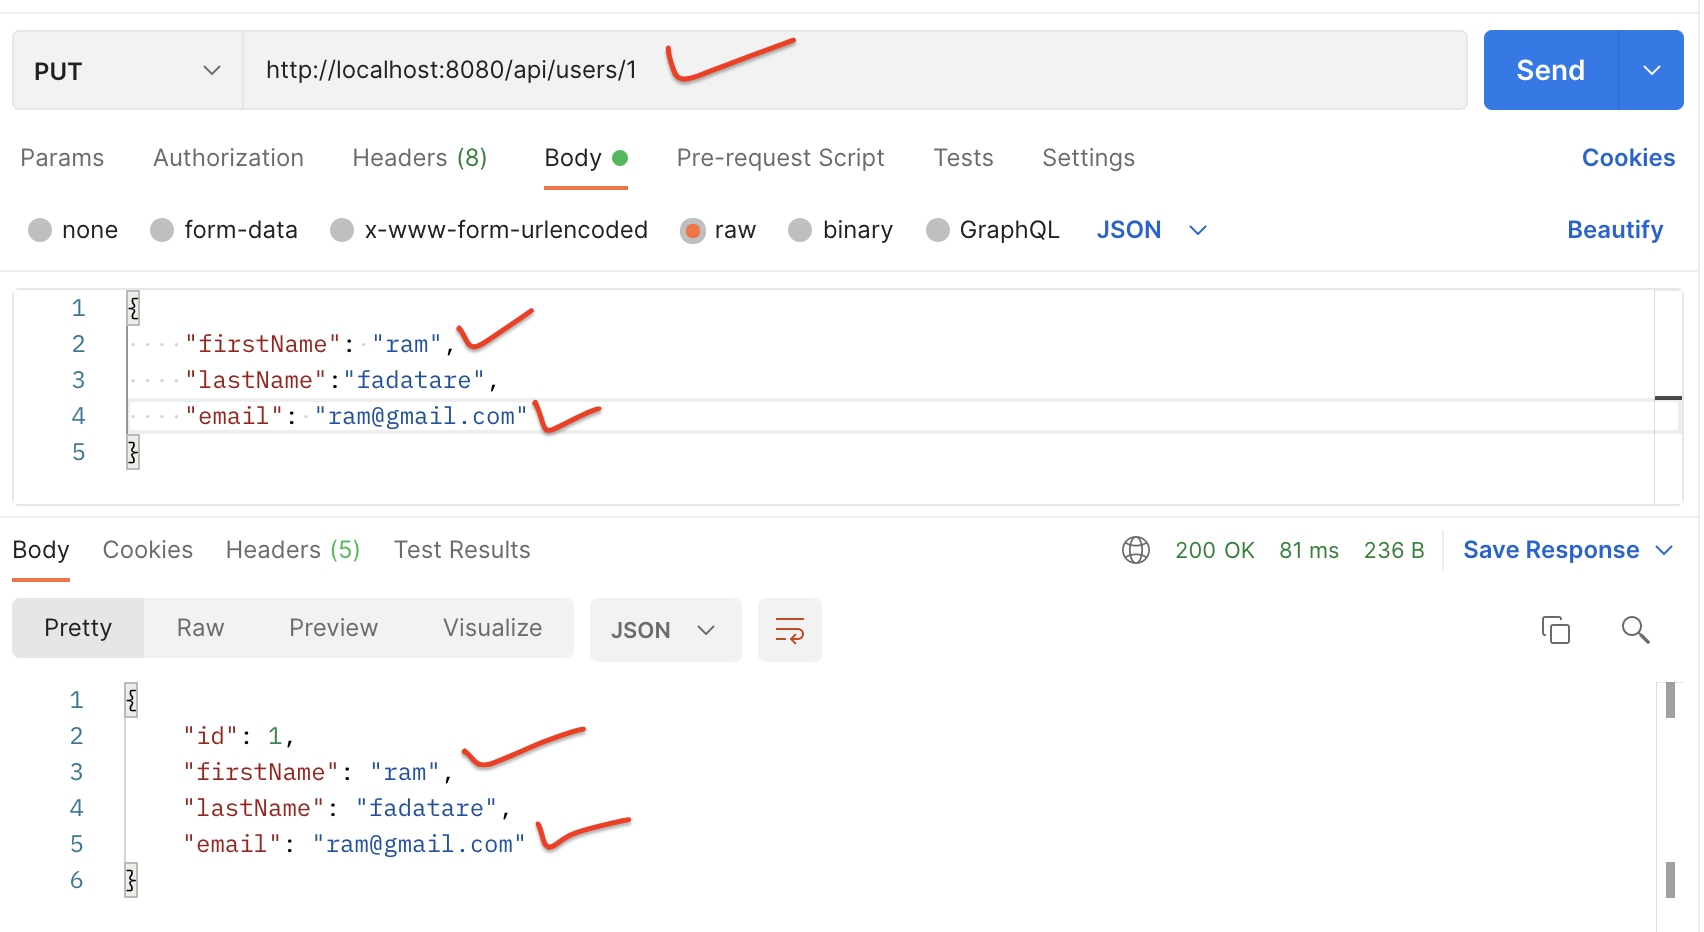 PUT http://localhost:8080/api/users/1 Send
Params Authorization Headers (8) Body Pre-request Script Tests Settings Cookies
none form-data x-www-form-urlencoded raw binary GraphQL JSON Beautify
1 {
2 "firstName": "ram",
3 "lastName":"fadatare",
4 "email": "ram@gmail.com"
5 }
Body Cookies Headers (5) Test Results 200 OK 81 ms 236 B Save Response
Pretty Raw Preview Visualize JSON
1 {
2 "id": 1,
3 "firstName": "ram",
4 "lastName": "fadatare",
5 "email": "ram@gmail.com"
6 }